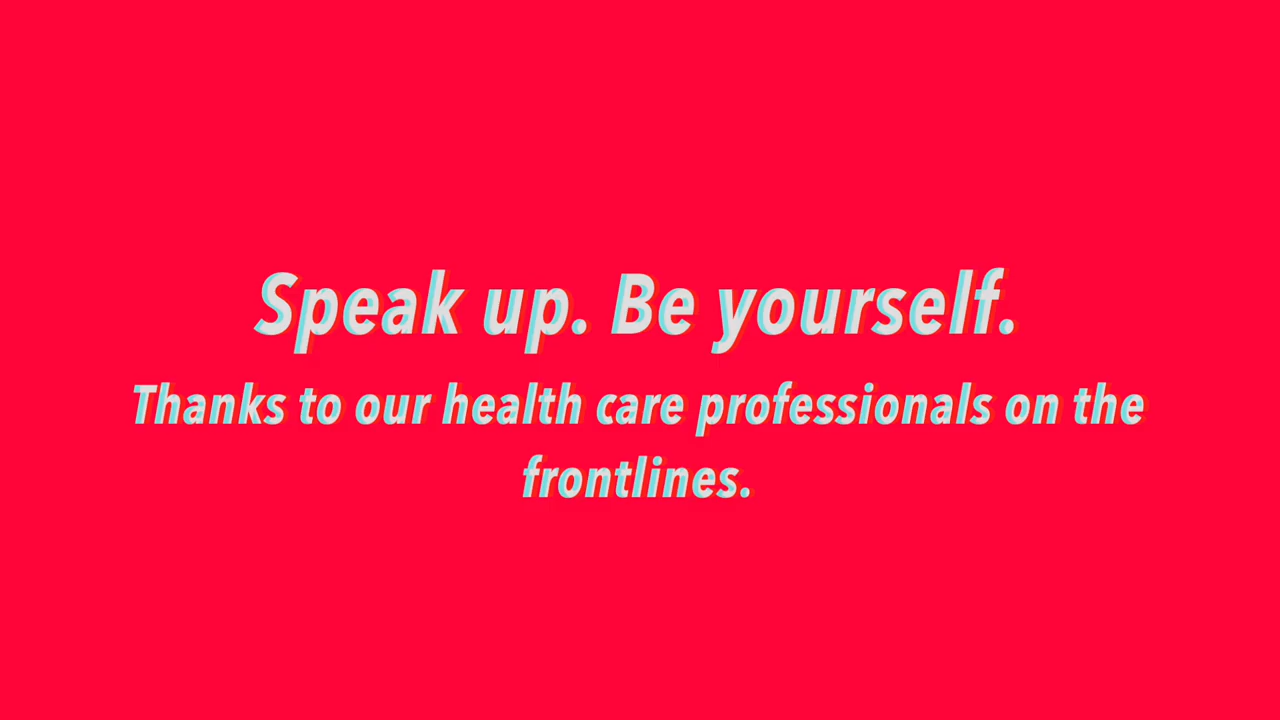 Speak up. Be yourself.
Thanks to our health care professionals on the
frontlines.